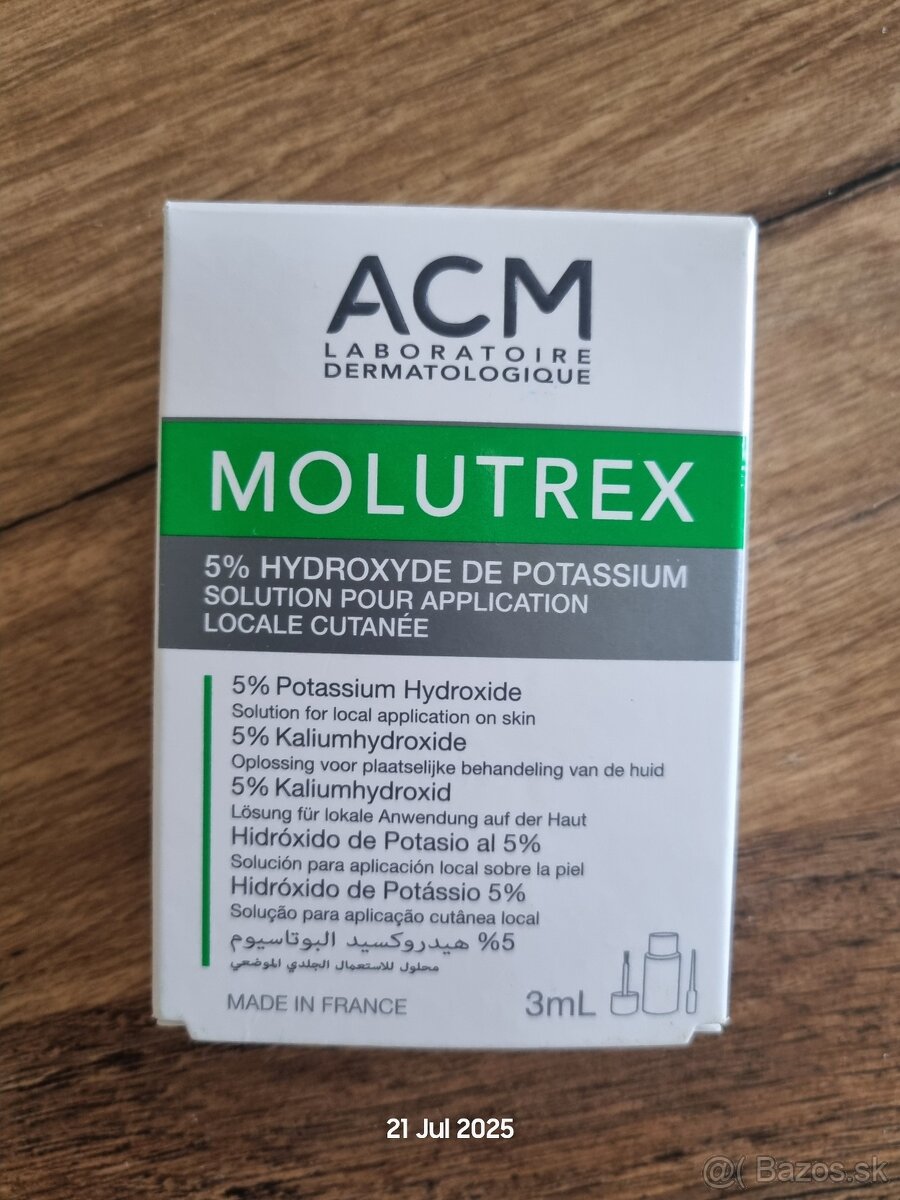 ACM
LABORATOIRE
DERMATOLOGIQUE
MOLUTREX
5% HYDROXYDE DE POTASSIUM
SOLUTION POUR APPLICATION
LOCALE CUTANÉE
5% Potassium Hydroxide
Solution for local application on skin
5% Kaliumhydroxide
Oplossing voor plaatselijke behandeling van de huid
5% Kaliumhydroxid
Lösung für lokale Anwendung auf der Haut
Hidróxido de Potasio al 5%
Solución para aplicación local sobre la piel
Hidróxido de Potássio 5%
Solução para aplicação cutânea local
5% هيدروكسيد البوتاسيوم
محلول للاستعمال الجلدي الموضعي
MADE IN FRANCE
3mL
21 Jul 2025
@( Bazos.sk